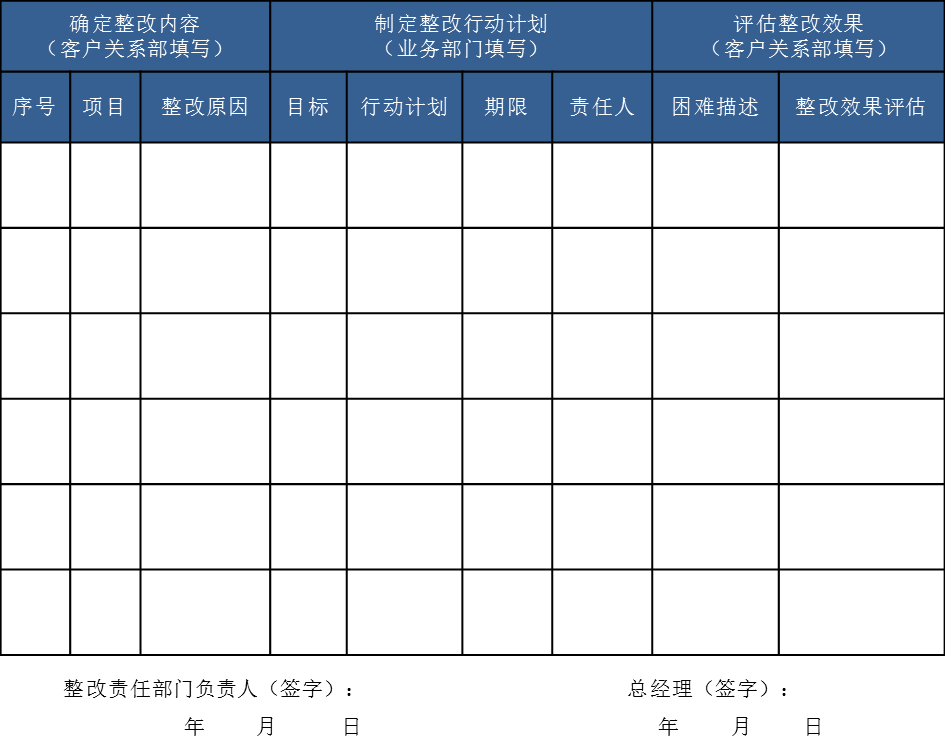 确定整改内容
（客户关系部填写）
制定整改行动计划
（业务部门填写）
评估整改效果
（客户关系部填写）
序号 项目 整改原因 目标 行动计划 期限 责任人 困难描述 整改效果评估
整改责任部门负责人（签字）： 总经理（签字）：
年 月 日 年 月 日